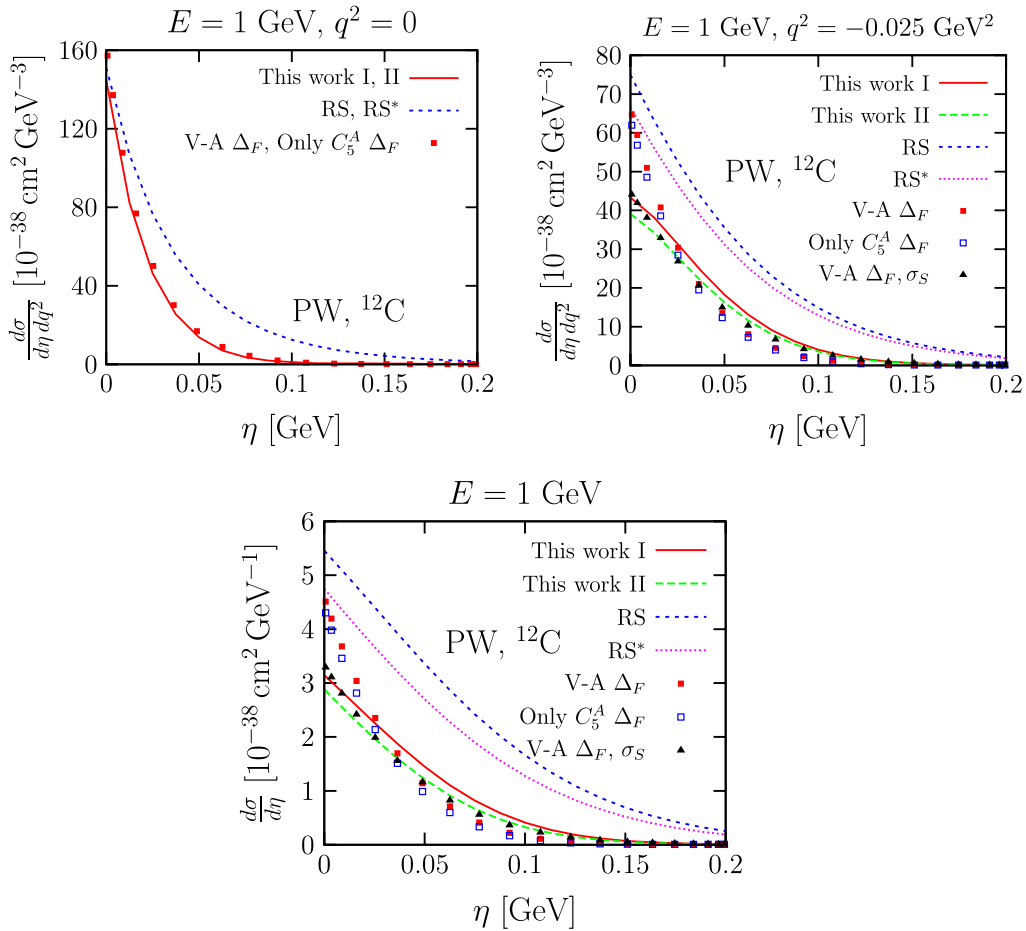 E = 1 GeV, q² = 0
160
120
80
40
0
0
0.05
0.1
0.15
0.2
dσ/dη dq² [10⁻³⁸ cm² GeV⁻³]
η [GeV]
This work I, II
RS, RS*
V-A Δ_F, Only C₅ᴬ Δ_F
PW, ¹²C
E = 1 GeV, q² = −0.025 GeV²
80
70
60
50
40
30
20
10
0
0
0.05
0.1
0.15
0.2
dσ/dη dq² [10⁻³⁸ cm² GeV⁻³]
η [GeV]
This work I
This work II
RS
RS*
V-A Δ_F
Only C₅ᴬ Δ_F
V-A Δ_F, σ_S
PW, ¹²C
E = 1 GeV
6
5
4
3
2
1
0
0
0.05
0.1
0.15
0.2
dσ/dη [10⁻³⁸ cm² GeV⁻¹]
η [GeV]
This work I
This work II
RS
RS*
V-A Δ_F
Only C₅ᴬ Δ_F
V-A Δ_F, σ_S
PW, ¹²C